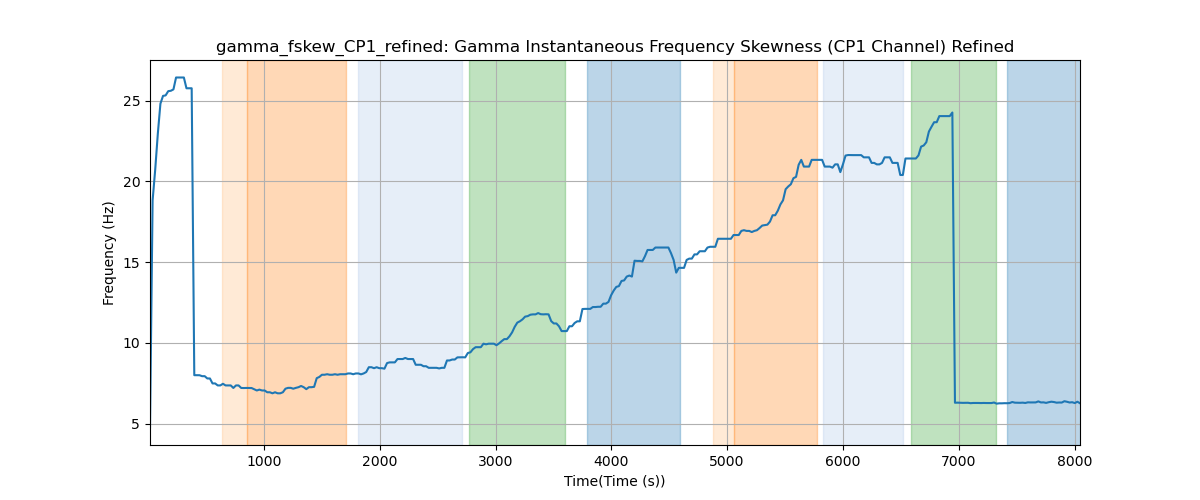 gamma_fskew_CP1_refined: Gamma Instantaneous Frequency Skewness (CP1 Channel) Refined
Frequency (Hz)
25
20
15
10
5
1000 2000 3000 4000 5000 6000 7000 8000
Time(Time (s))